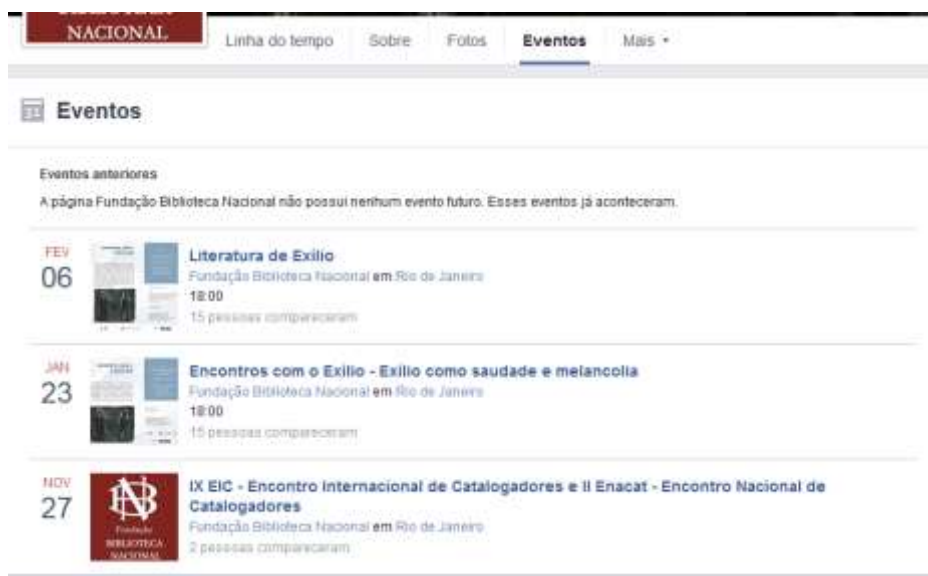 NACIONAL
Linha do tempo Sobre Fotos Eventos Mais
31 Eventos
Eventos anteriores
A página Fundação Biblioteca Nacional não possui nenhum evento futuro. Esses eventos já aconteceram.
FEV
06
Literatura de Exílio
Fundação Biblioteca Nacional em Rio de Janeiro
18:00
15 pessoas compareceram
JAN
23
Encontros com o Exílio - Exílio como saudade e melancolia
Fundação Biblioteca Nacional em Rio de Janeiro
18:00
15 pessoas compareceram
NOV
27
Fundação
BIBLIOTECA
NACIONAL
IX EIC - Encontro Internacional de Catalogadores e II Enacat - Encontro Nacional de
Catalogadores
Fundação Biblioteca Nacional em Rio de Janeiro
2 pessoas compareceram